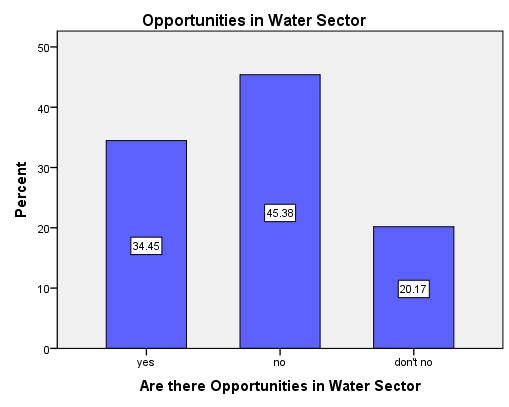 Opportunities in Water Sector
Percent
50
40
30
20
10
0
34.45
45.38
20.17
yes
no
don't no
Are there Opportunities in Water Sector